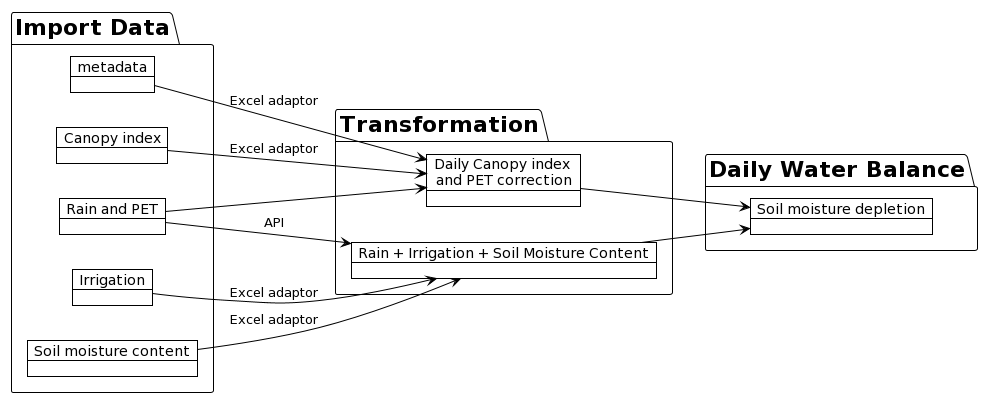 Import Data
metadata
Canopy index
Rain and PET
Irrigation
Soil moisture content
Excel adaptor
Excel adaptor
API
Excel adaptor
Excel adaptor
Transformation
Daily Canopy index
and PET correction
Rain + Irrigation + Soil Moisture Content
Daily Water Balance
Soil moisture depletion